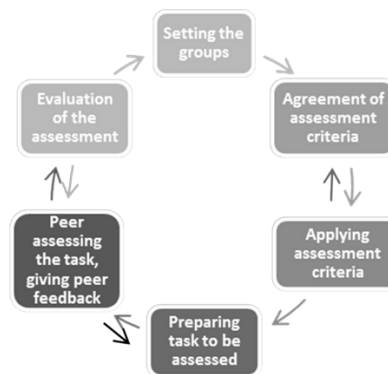 Setting the
groups
Agreement of
assessment
criteria
Applying
assessment
criteria
Preparing
task to be
assessed
Peer
assessing
the task,
giving peer
feedback
Evaluation
of the
assessment